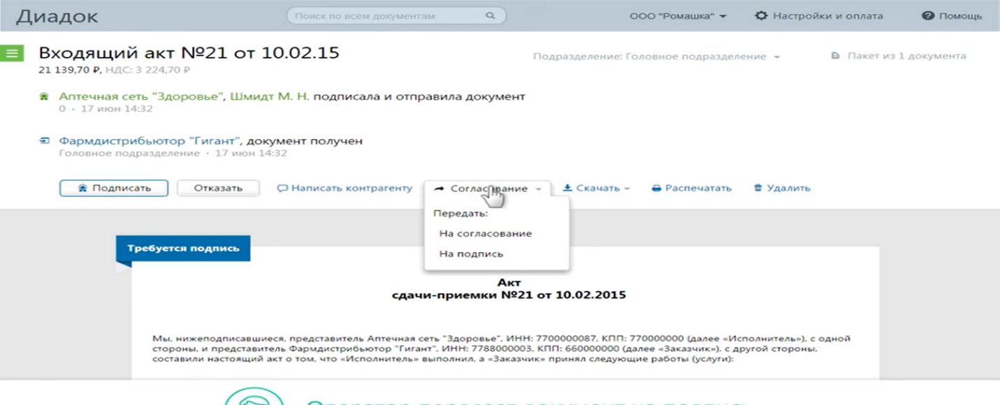 Диадок
Поиск по всем документам
ООО "Ромашка"
Настройки и оплата
Помощь
Входящий акт №21 от 10.02.15
Подразделение: Головное подразделение
Пакет из 1 документа
21 139,70 ₽, НДС: 3 224,70 ₽
Аптечная сеть "Здоровье", Шмидт М. Н. подписала и отправила документ
0 · 17 июн 14:32
Фармдистрибьютор "Гигант", документ получен
Головное подразделение · 17 июн 14:32
Подписать
Отказать
Написать контрагенту
Согласование
Скачать
Распечатать
Удалить
Передать:
На согласование
На подпись
Требуется подпись
Акт
сдачи-приемки №21 от 10.02.2015
Мы, нижеподписавшиеся, представитель Аптечная сеть "Здоровье", ИНН: 7700000087, КПП: 770000000 (далее «Исполнитель»), с одной
стороны, и представитель Фармдистрибьютор "Гигант", ИНН: 7788000003, КПП: 660000000 (далее «Заказчик»), с другой стороны,
составили настоящий акт о том, что «Исполнитель» выполнил, а «Заказчик» принял следующие работы (услуги):
Оператор передает документ на подпись